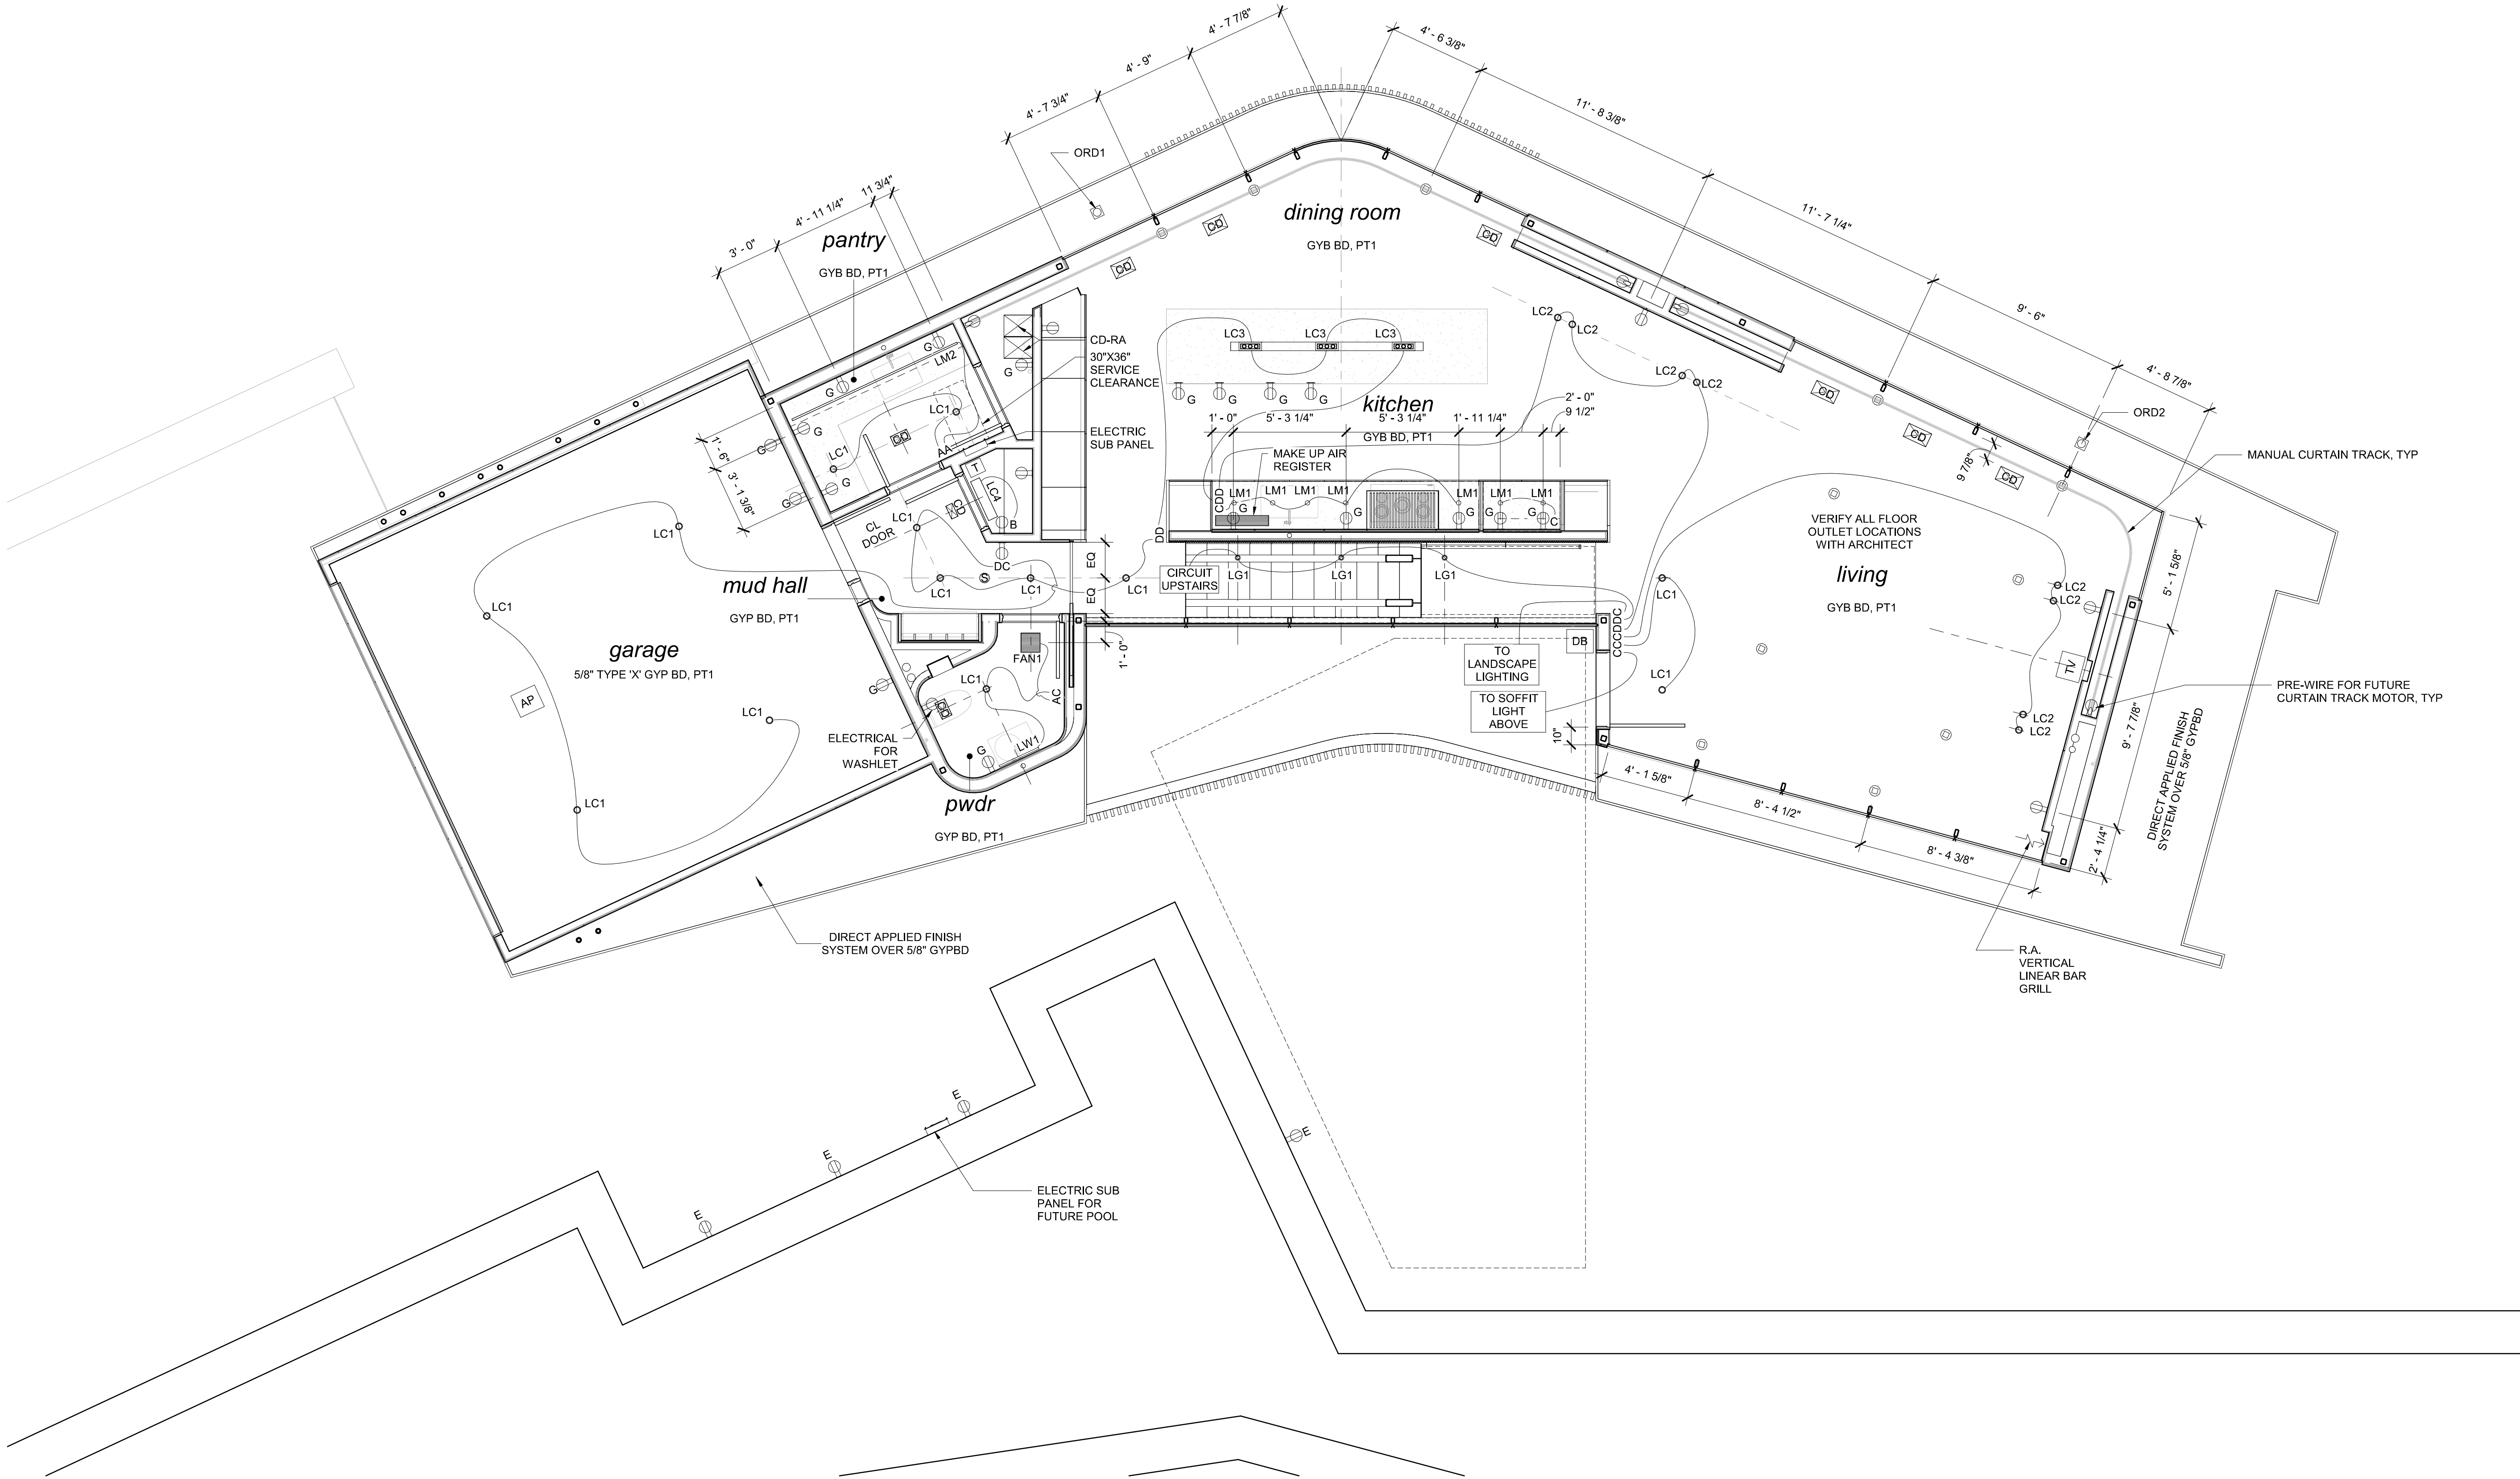 4' - 7 7/8"
4' - 9"
4' - 7 3/4"
4' - 6 3/8"
11' - 8 3/8"
11' - 7 1/4"
9' - 6"
4' - 8 7/8"
ORD1
11 3/4"
4' - 11 1/4"
3' - 0"
pantry
GYB BD, PT1
dining room
GYB BD, PT1
CD
CD
CD
CD
CD
CD
G
LM2
G
G
CD-RA
30"X36"
SERVICE
CLEARANCE
LC3
LC3
LC3
LC2
LC2
LC2
LC2
G
G
G
G
kitchen
1' - 0"
5' - 3 1/4"
5' - 3 1/4"
1' - 11 1/4"
2' - 0"
9 1/2"
GYB BD, PT1
ORD2
LC1
G
G
1' - 6"
3' - 1 3/8"
LC1
AA
ELECTRIC
SUB PANEL
MAKE UP AIR
REGISTER
MANUAL CURTAIN TRACK, TYP
9 7/8"
CD
T
LC4
G
G
CD
B
CDD
LM1
LM1
LM1
LM1
LM1
LM1
LM1
G
G
G
G
G
C
LC1
LC1
CL
DOOR
DD
EQ
EQ
DC
S
VERIFY ALL FLOOR
OUTLET LOCATIONS
WITH ARCHITECT
living
GYB BD, PT1
5' - 1 5/8"
mud hall
GYP BD, PT1
LC1
LC1
LC1
CIRCUIT
UPSTAIRS
LG1
LG1
LG1
LC1
LC2
LC2
LC1
garage
5/8" TYPE 'X' GYP BD, PT1
AP
FAN1
1' - 0"
CCCDDC
DB
TO
LANDSCAPE
LIGHTING
TO SOFFIT
LIGHT
ABOVE
TV
G
LC1
AC
LC1
LC1
PRE-WIRE FOR FUTURE
CURTAIN TRACK MOTOR, TYP
LC2
LC2
9' - 7 7/8"
ELECTRICAL
FOR
WASHLET
G
LW1
10"
DIRECT APPLIED FINISH
SYSTEM OVER 5/8" GYPBD
4' - 1 5/8"
8' - 4 1/2"
8' - 4 3/8"
2' - 4 1/4"
LC1
pwdr
GYP BD, PT1
DIRECT APPLIED FINISH
SYSTEM OVER 5/8" GYPBD
R.A.
VERTICAL
LINEAR BAR
GRILL
E
E
E
E
ELECTRIC SUB
PANEL FOR
FUTURE POOL